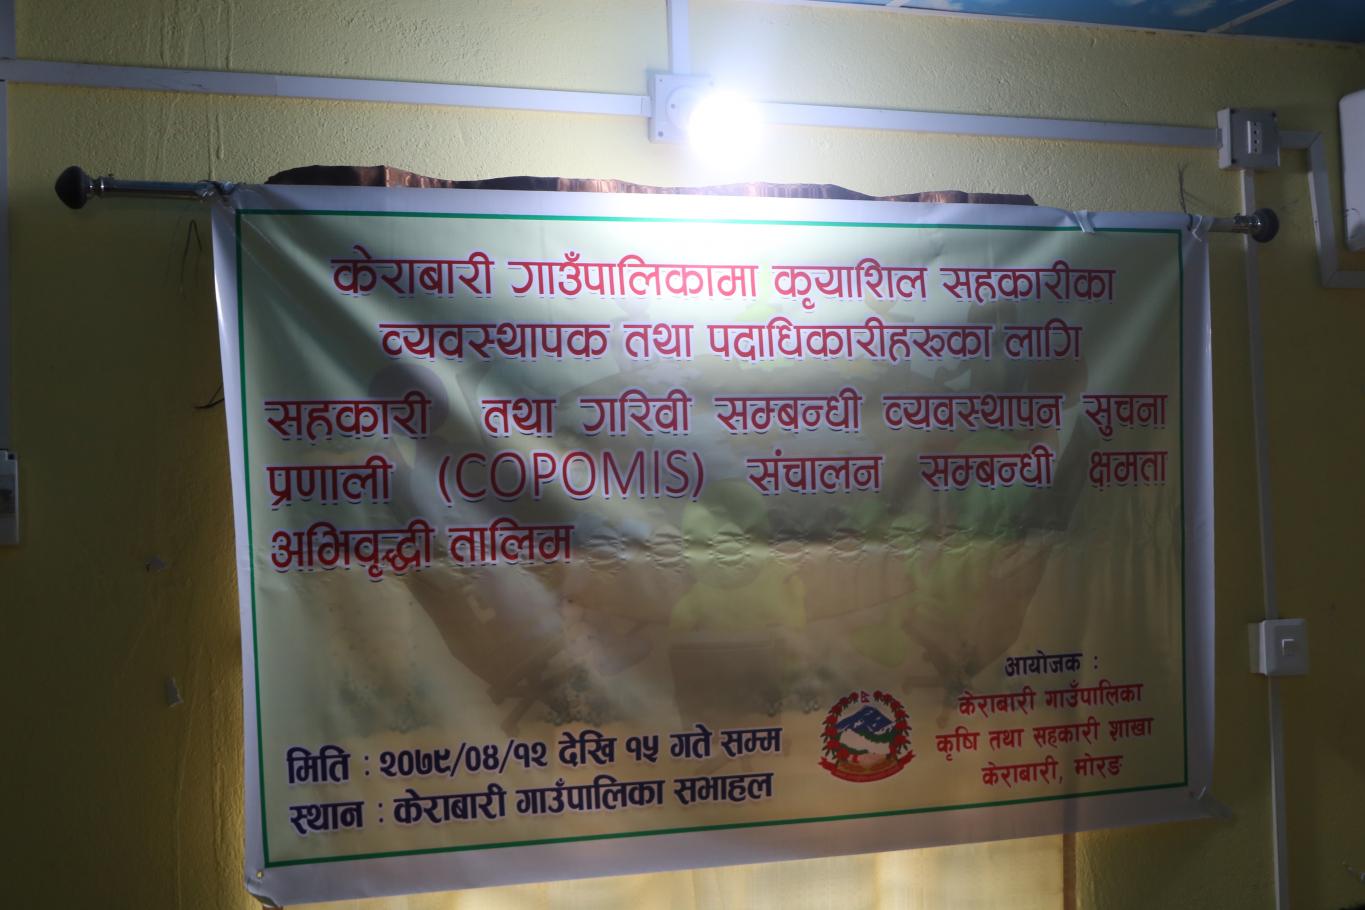 केराबारी गाउँपालिकामा कृयाशिल सहकारीका
व्यवस्थापक तथा पदाधिकारीहरुका लागि
सहकारी तथा गरिवी सम्बन्धी व्यवस्थापन सुचना
प्रणाली (COPOMIS) संचालन सम्बन्धी क्षमता
अभिवृद्धी तालिम
मिति : २०७९/०४/१२ देखि १५ गते सम्म
स्थान : केराबारी गाउँपालिका सभाहल
आयोजक :
केराबारी गाउँपालिका
कृषि तथा सहकारी शाखा
केराबारी, मोरङ